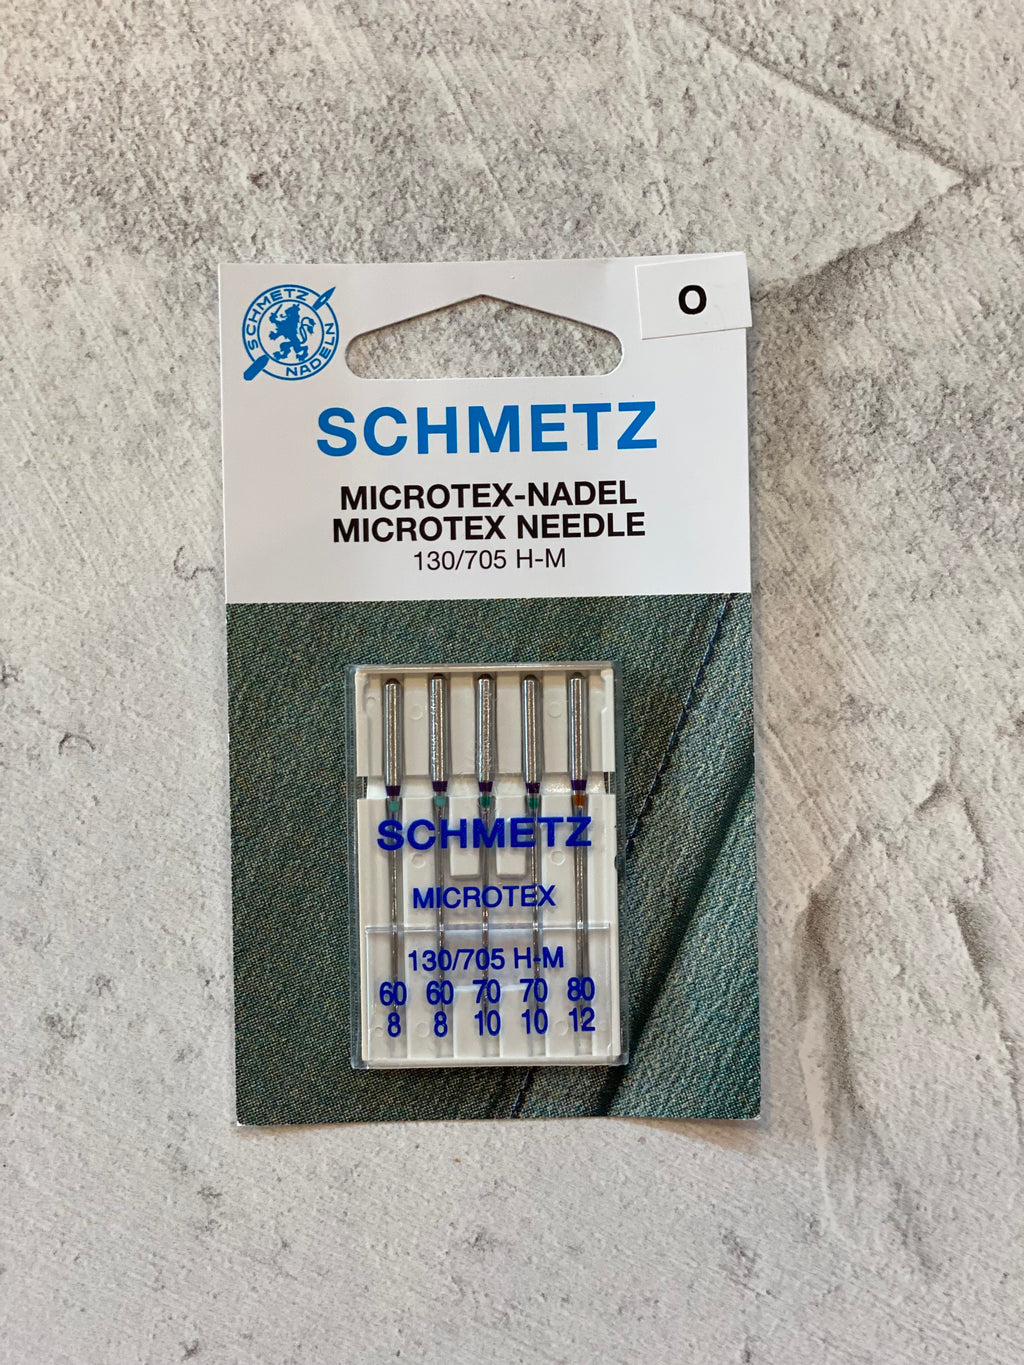 SCHMETZ
NADELN
O
SCHMETZ
MICROTEX-NADEL
MICROTEX NEEDLE
130/705 H-M
SCHMETZ
MICROTEX
130/705 H-M
60 60 70 70 80
8 8 10 10 12